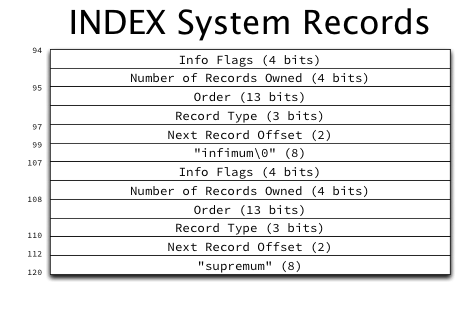 INDEX System Records
94
Info Flags (4 bits)
Number of Records Owned (4 bits)
95
Order (13 bits)
Record Type (3 bits)
97
Next Record Offset (2)
99
"infimum\0" (8)
107
Info Flags (4 bits)
Number of Records Owned (4 bits)
108
Order (13 bits)
Record Type (3 bits)
110
Next Record Offset (2)
112
"supremum" (8)
120